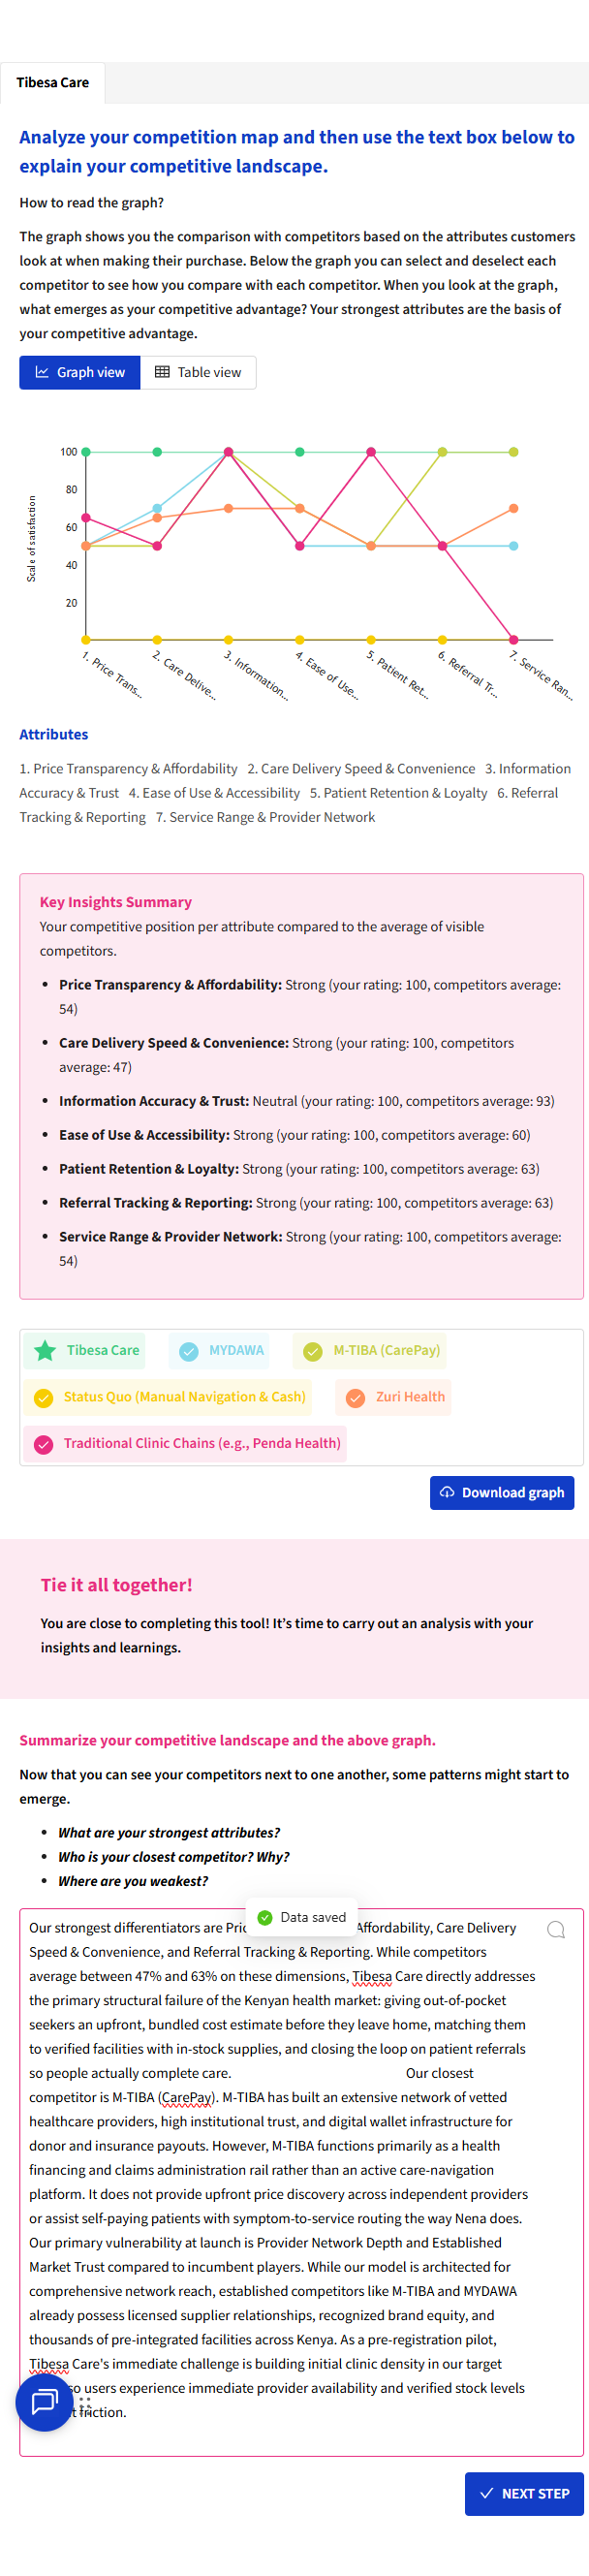 Tibesa Care
Analyze your competition map and then use the text box below to
explain your competitive landscape.
How to read the graph?
The graph shows you the comparison with competitors based on the attributes customers
look at when making their purchase. Below the graph you can select and deselect each
competitor to see how you compare with each competitor. When you look at the graph,
what emerges as your competitive advantage? Your strongest attributes are the basis of
your competitive advantage.
Graph view Table view
Scale of satisfaction
100
80
60
40
20
1. Price Trans...
2. Care Delive...
3. Information...
4. Ease of Use...
5. Patient Ret...
6. Referral Tr...
7. Service Ran...
Attributes
1. Price Transparency & Affordability 2. Care Delivery Speed & Convenience 3. Information
Accuracy & Trust 4. Ease of Use & Accessibility 5. Patient Retention & Loyalty 6. Referral
Tracking & Reporting 7. Service Range & Provider Network
Key Insights Summary
Your competitive position per attribute compared to the average of visible
competitors.
• Price Transparency & Affordability: Strong (your rating: 100, competitors average:
54)
• Care Delivery Speed & Convenience: Strong (your rating: 100, competitors
average: 47)
• Information Accuracy & Trust: Neutral (your rating: 100, competitors average: 93)
• Ease of Use & Accessibility: Strong (your rating: 100, competitors average: 60)
• Patient Retention & Loyalty: Strong (your rating: 100, competitors average: 63)
• Referral Tracking & Reporting: Strong (your rating: 100, competitors average: 63)
• Service Range & Provider Network: Strong (your rating: 100, competitors average:
54)
Tibesa Care MYDAWA M-TIBA (CarePay)
Status Quo (Manual Navigation & Cash) Zuri Health
Traditional Clinic Chains (e.g., Penda Health)
Download graph
Tie it all together!
You are close to completing this tool! It's time to carry out an analysis with your
insights and learnings.
Summarize your competitive landscape and the above graph.
Now that you can see your competitors next to one another, some patterns might start to
emerge.
• What are your strongest attributes?
• Who is your closest competitor? Why?
• Where are you weakest?
Data saved
Our strongest differentiators are Affordability, Care Delivery
Speed & Convenience, and Referral Tracking & Reporting. While competitors
average between 47% and 63% on these dimensions, Tibesa Care directly addresses
the primary structural failure of the Kenyan health market: giving out-of-pocket
seekers an upfront, bundled cost estimate before they leave home, matching them
to verified facilities with in-stock supplies, and closing the loop on patient referrals
so people actually complete care. Our closest
competitor is M-TIBA (CarePay). M-TIBA has built an extensive network of vetted
healthcare providers, high institutional trust, and digital wallet infrastructure for
donor and insurance payouts. However, M-TIBA functions primarily as a health
financing and claims administration rail rather than an active care-navigation
platform. It does not provide upfront price discovery across independent providers
or assist self-paying patients with symptom-to-service routing the way Nena does.
Our primary vulnerability at launch is Provider Network Depth and Established
Market Trust compared to incumbent players. While our model is architected for
comprehensive network reach, established competitors like M-TIBA and MYDAWA
already possess licensed supplier relationships, recognized brand equity, and
thousands of pre-integrated facilities across Kenya. As a pre-registration pilot,
Tibesa Care's immediate challenge is building initial clinic density in our target
so users experience immediate provider availability and verified stock levels
friction.
NEXT STEP